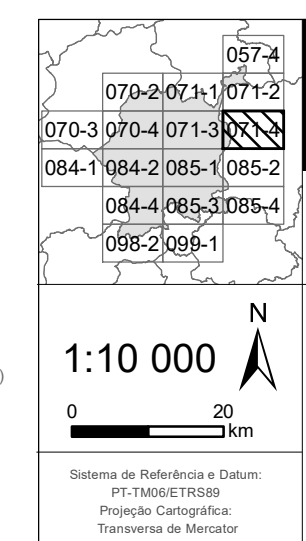 057-4
070-2 071-1 071-2
070-3 070-4 071-3 071-4
084-1 084-2 085-1 085-2
084-4 085-3 085-4
098-2 099-1
)
N
1:10 000
0 20
km
Sistema de Referência e Datum:
PT-TM06/ETRS89
Projeção Cartográfica:
Transversa de Mercator